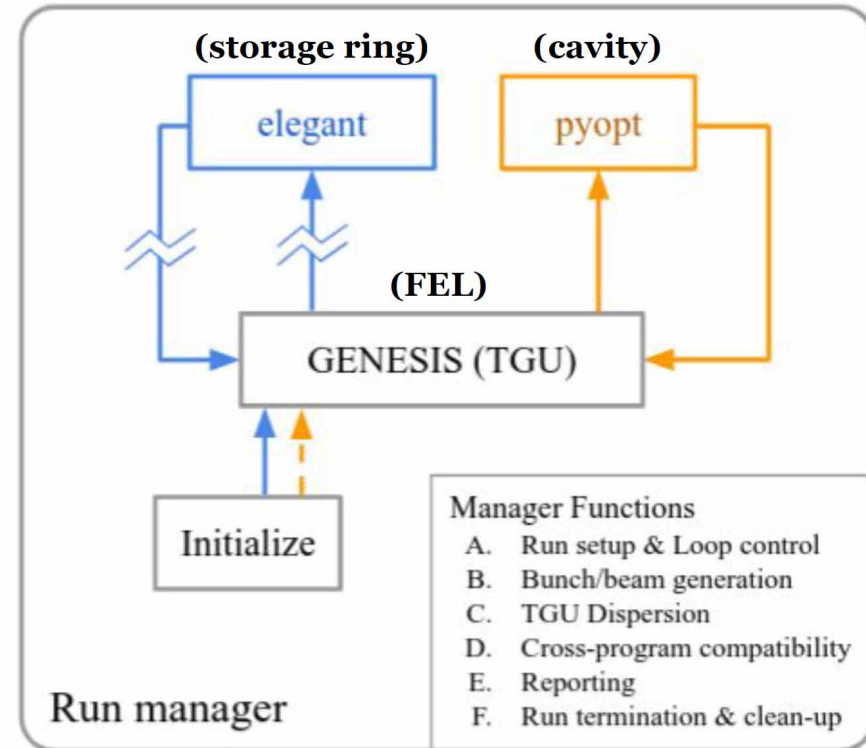 (storage ring)
(cavity)
elegant
pyopt
(FEL)
GENESIS (TGU)
Initialize
Manager Functions
A. Run setup & Loop control
B. Bunch/beam generation
C. TGU Dispersion
D. Cross-program compatibility
E. Reporting
F. Run termination & clean-up
Run manager